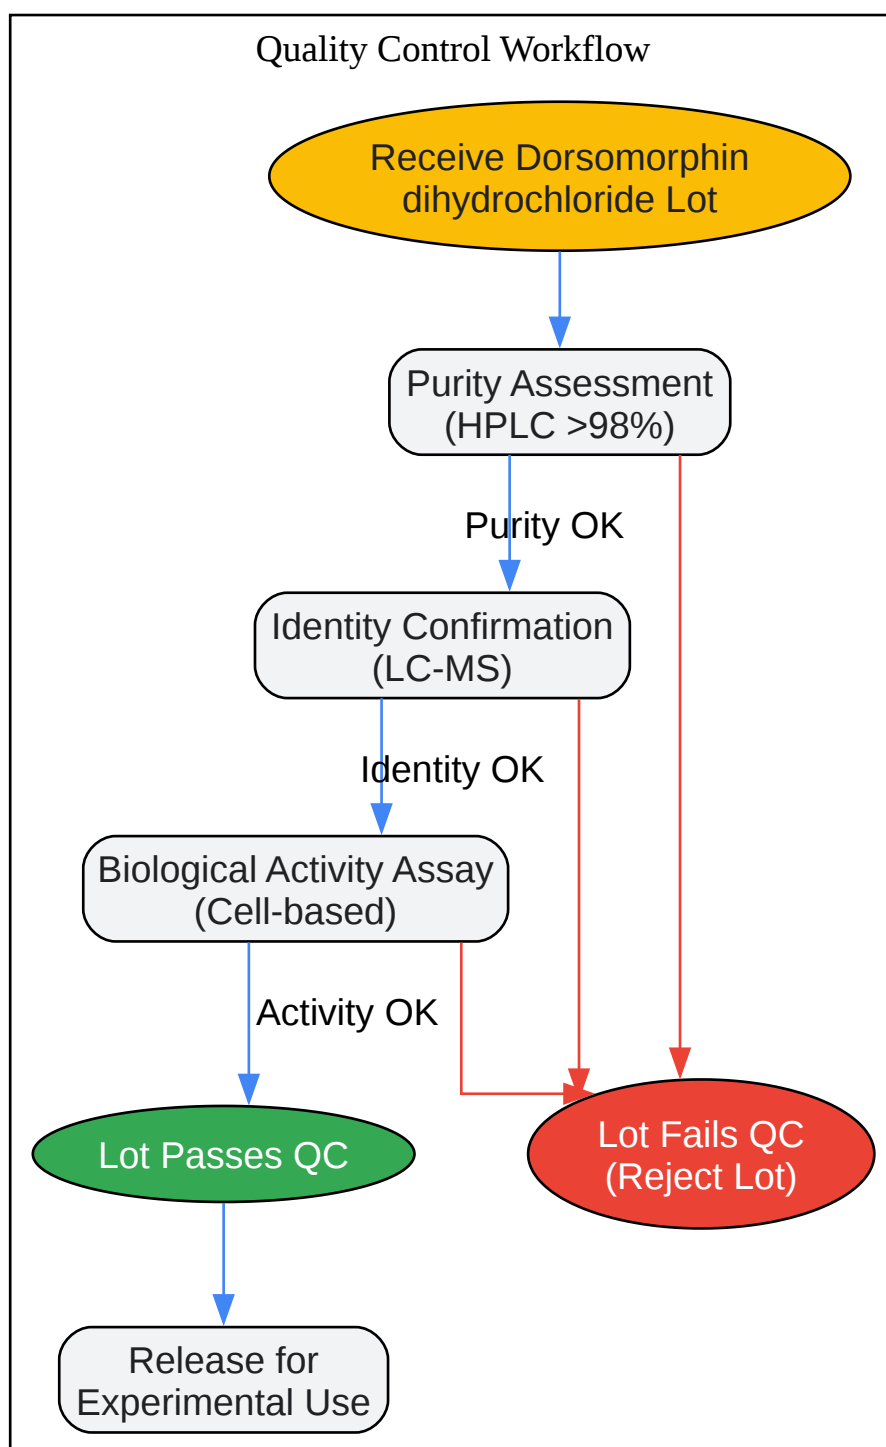 Quality Control Workflow
Receive Dorsomorphin
dihydrochloride Lot
Purity Assessment
(HPLC >98%)
Purity OK
Identity Confirmation
(LC-MS)
Identity OK
Biological Activity Assay
(Cell-based)
Activity OK
Lot Passes QC
Lot Fails QC
(Reject Lot)
Release for
Experimental Use